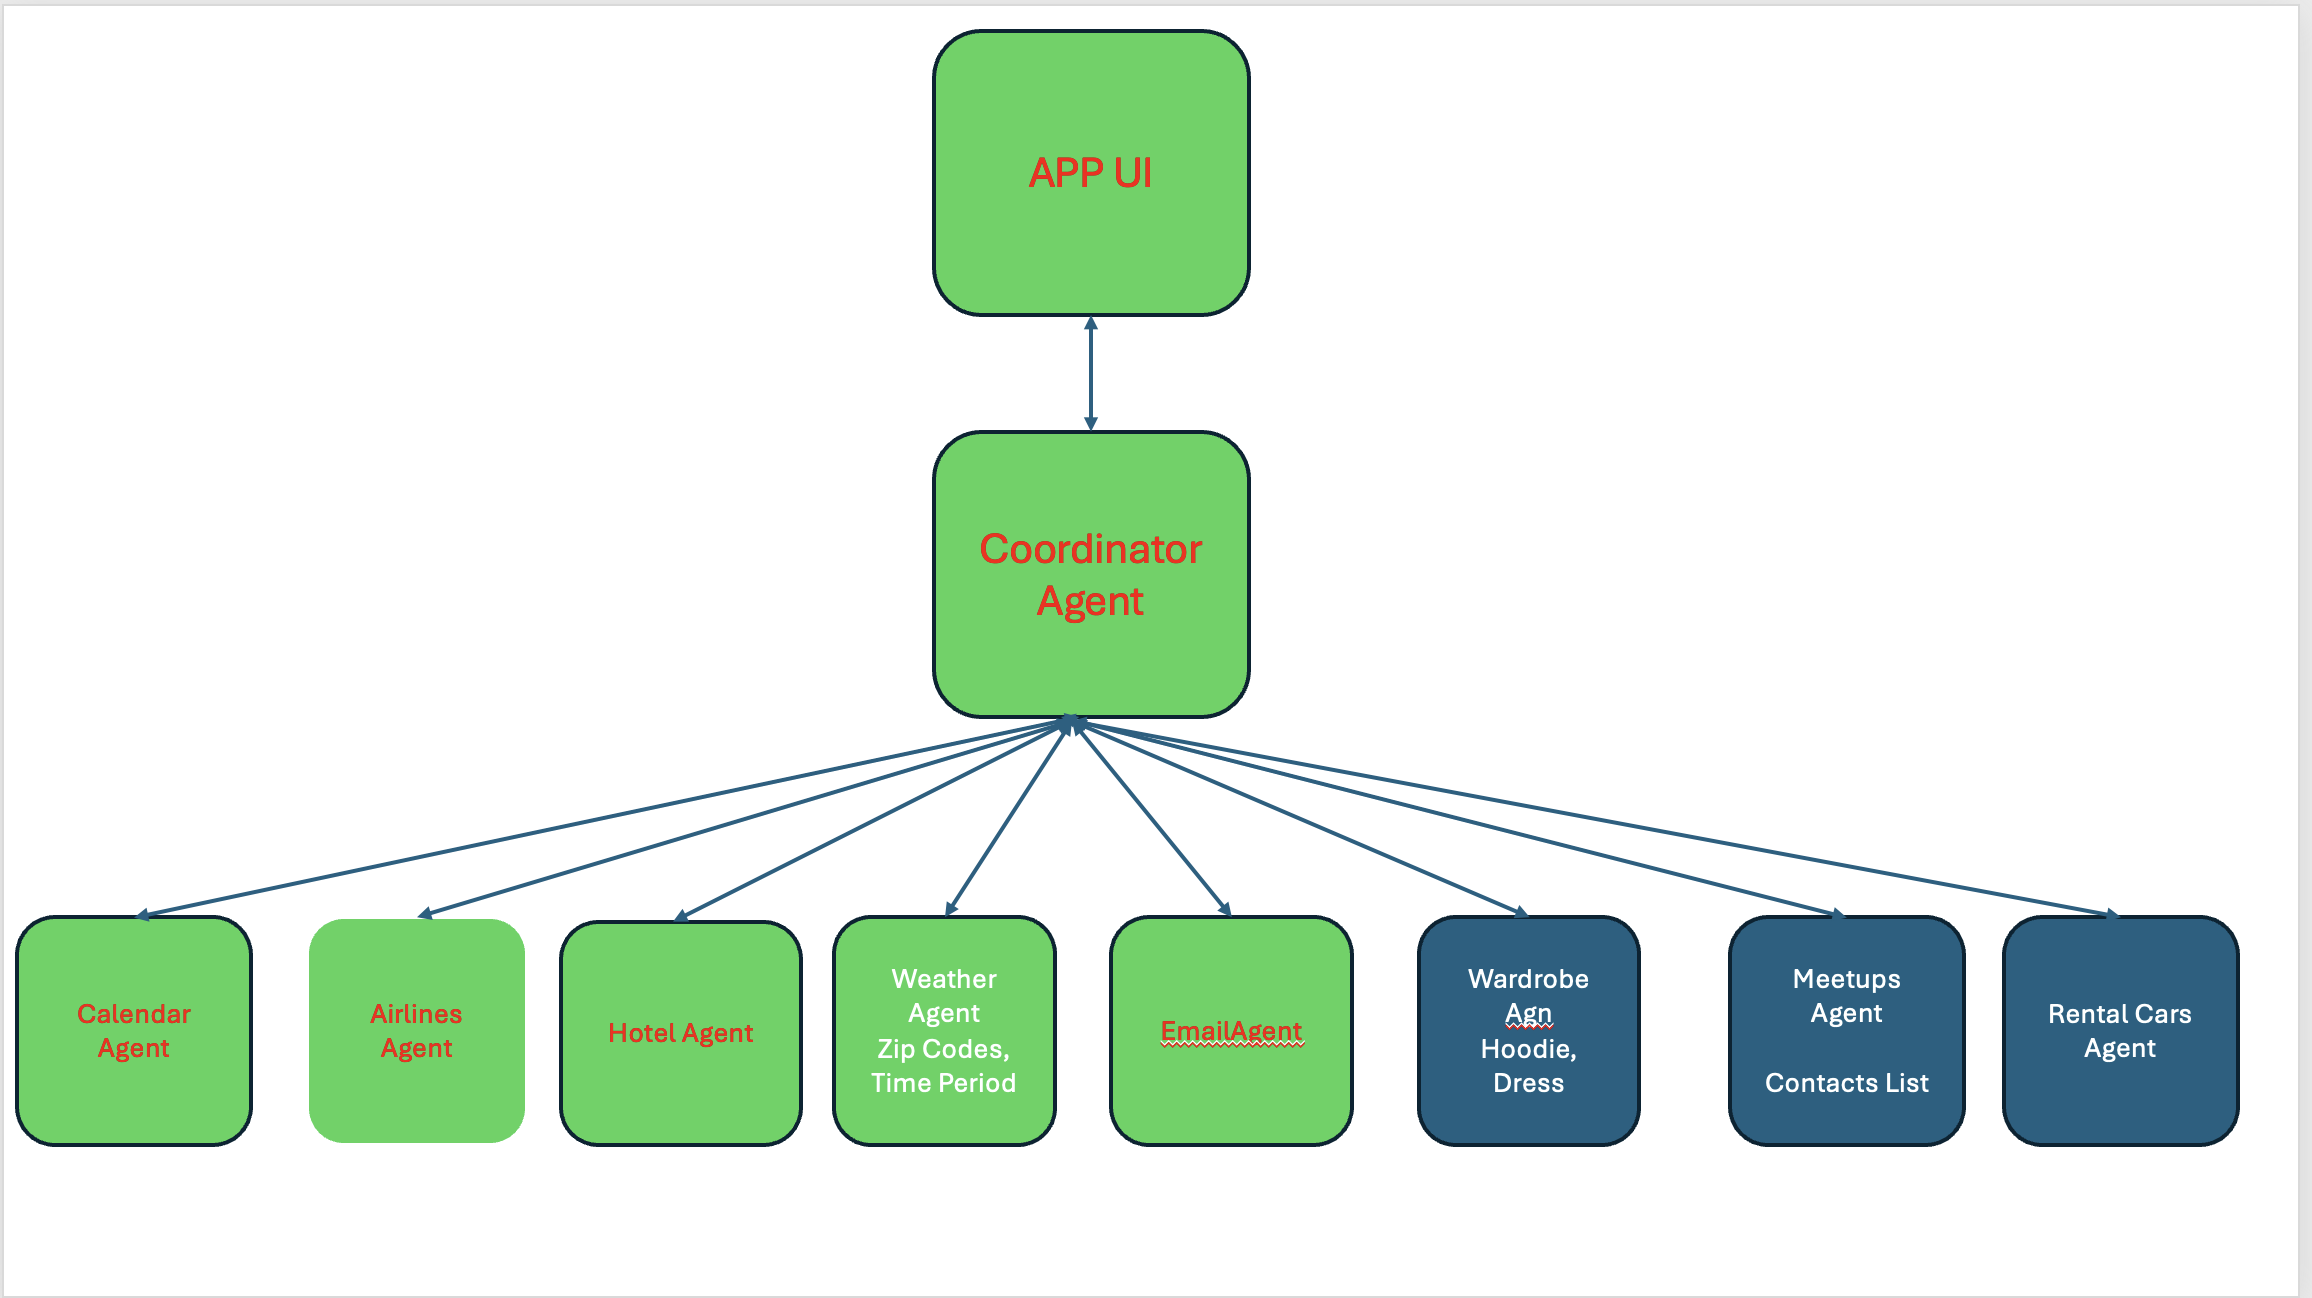 APP UI
Coordinator
Agent
Calendar
Agent
Airlines
Agent
Hotel Agent
Weather
Agent
Zip Codes,
Time Period
EmailAgent
Wardrobe
Agn
Hoodie,
Dress
Meetups
Agent
Contacts List
Rental Cars
Agent